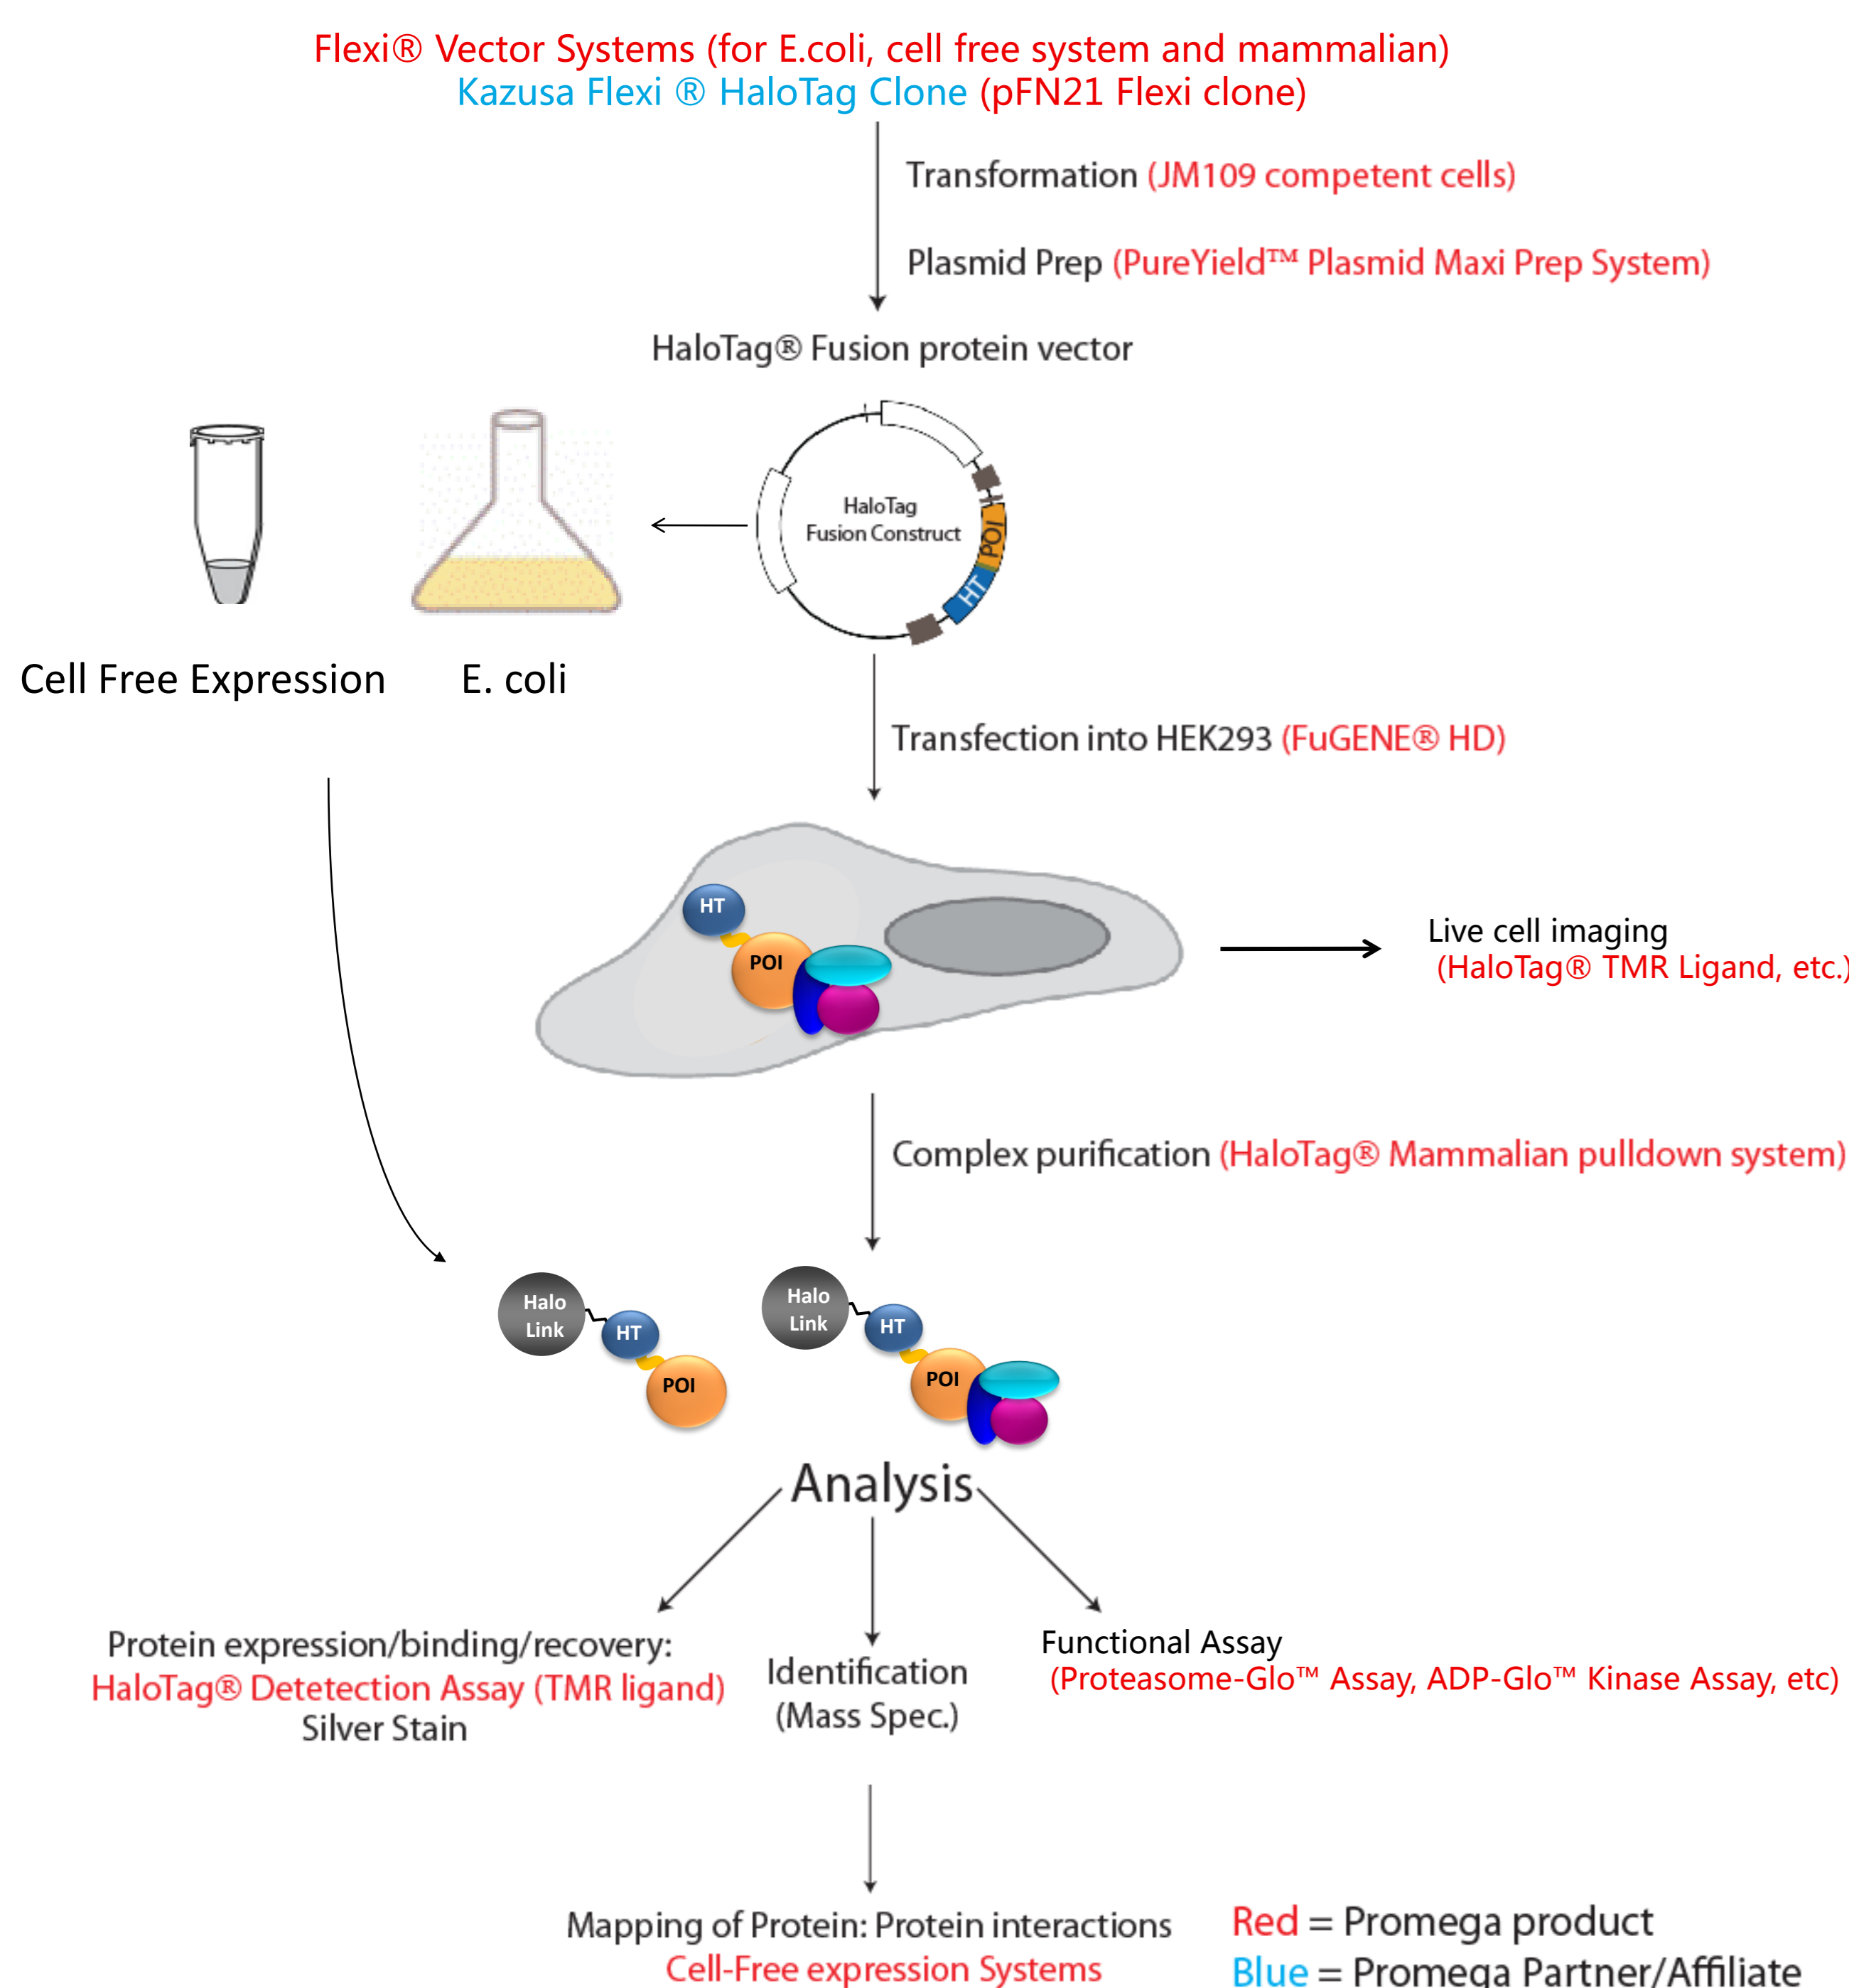 Flexi® Vector Systems (for E.coli, cell free system and mammalian)
Kazusa Flexi ® HaloTag Clone (pFN21 Flexi clone)
Transformation (JM109 competent cells)
Plasmid Prep (PureYield™ Plasmid Maxi Prep System)
HaloTag® Fusion protein vector
HaloTag
Fusion Construct
POI
HT
Cell Free Expression
E. coli
Transfection into HEK293 (FuGENE® HD)
HT
POI
Live cell imaging
(HaloTag® TMR Ligand, etc.)
Complex purification (HaloTag® Mammalian pulldown system)
Halo
Link
HT
POI
Halo
Link
HT
POI
Analysis
Protein expression/binding/recovery:
HaloTag® Detetection Assay (TMR ligand)
Silver Stain
Identification
(Mass Spec.)
Functional Assay
(Proteasome-Glo™ Assay, ADP-Glo™ Kinase Assay, etc)
Mapping of Protein: Protein interactions
Cell-Free expression Systems
Red = Promega product
Blue = Promega Partner/Affiliate